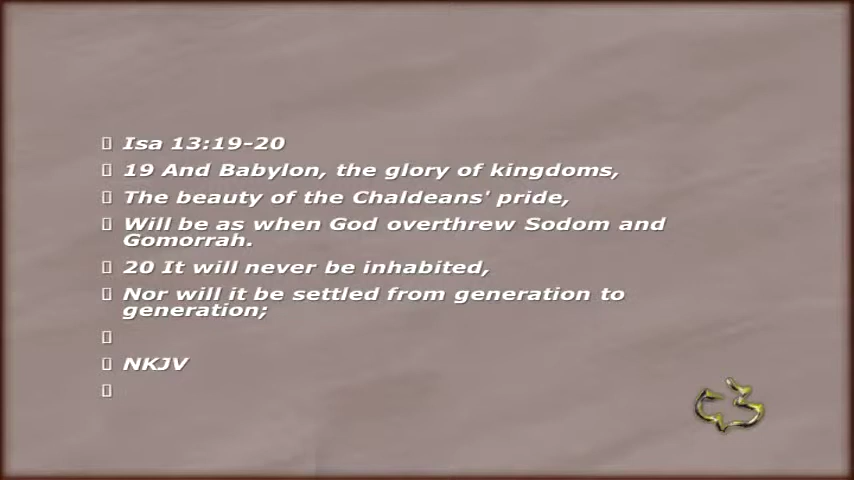 Isa 13:19-20
19 And Babylon, the glory of kingdoms,
The beauty of the Chaldeans' pride,
Will be as when God overthrew Sodom and
Gomorrah.
20 It will never be inhabited,
Nor will it be settled from generation to
generation;
NKJV